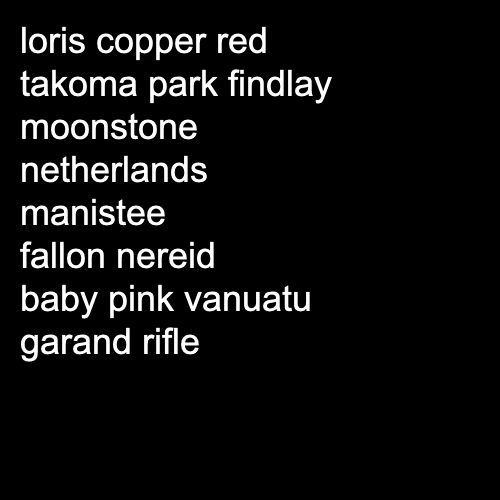 loris copper red
takoma park findlay
moonstone
netherlands
manistee
fallon nereid
baby pink vanuatu
garand rifle